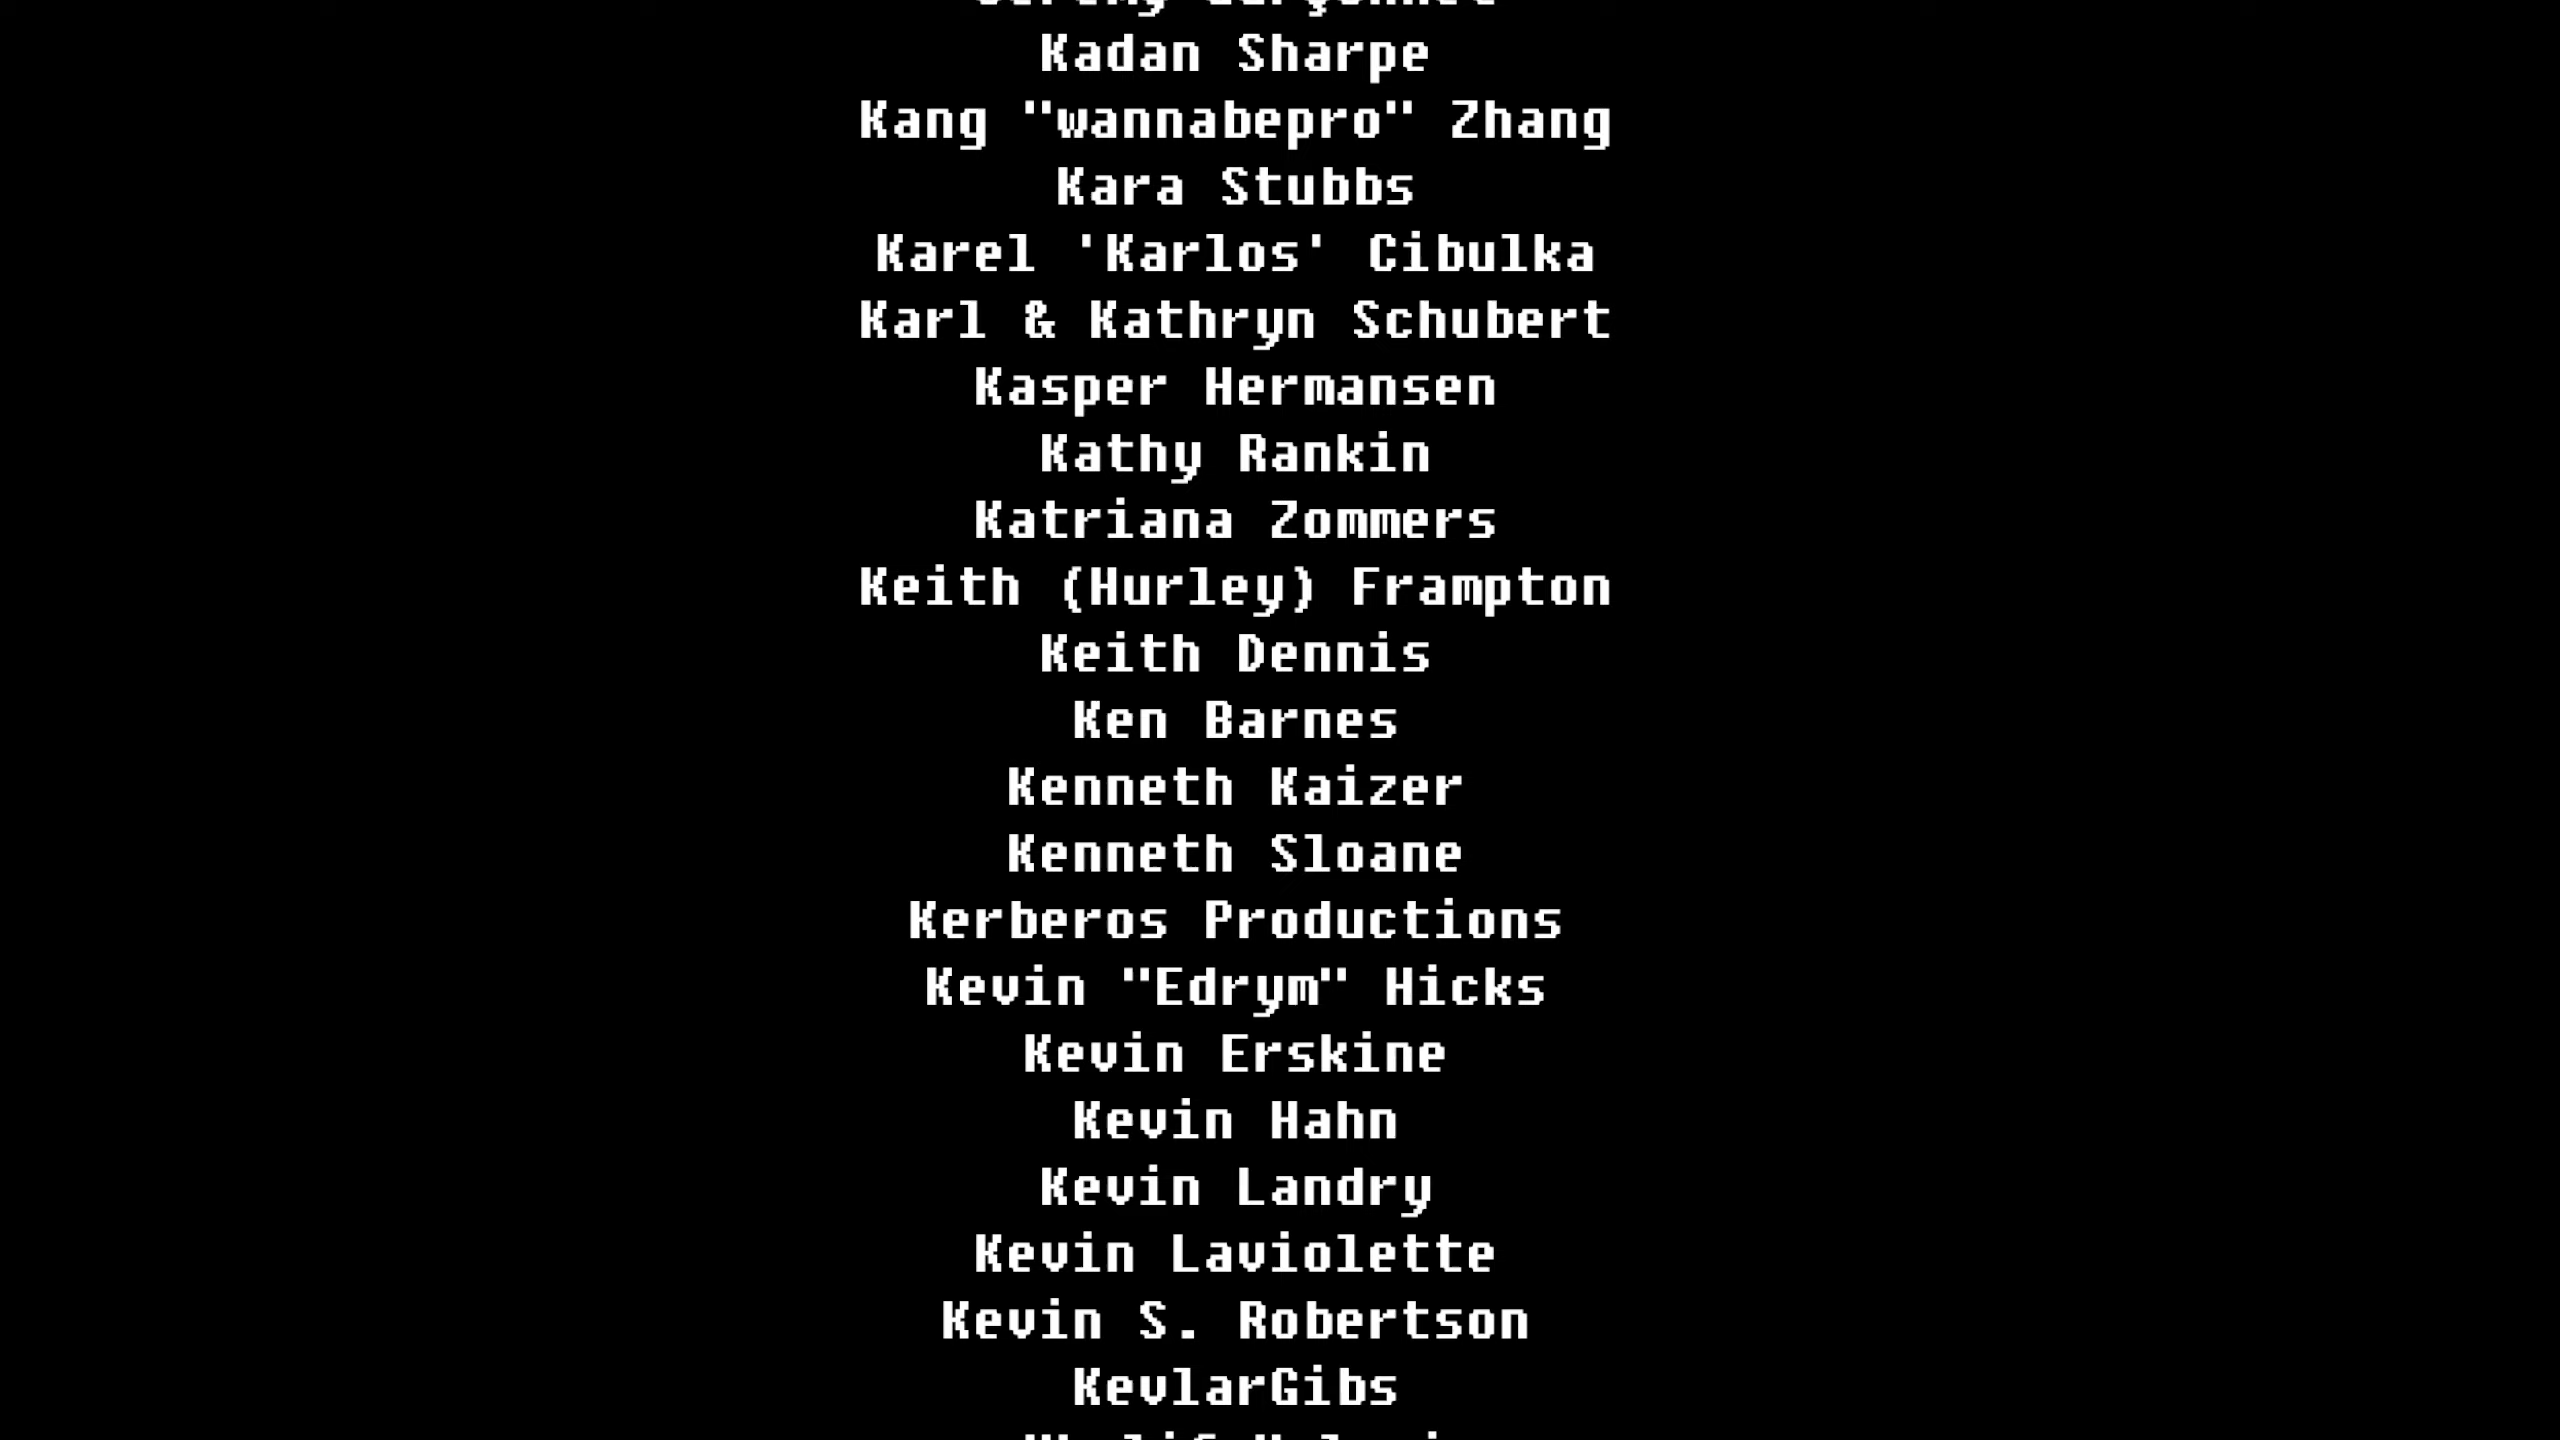 Kadan Sharpe
Kang "wannabepro" Zhang
Kara Stubbs
Karel 'Karlos' Cibulka
Karl & Kathryn Schubert
Kasper Hermansen
Kathy Rankin
Katriana Zommers
Keith (Hurley) Frampton
Keith Dennis
Ken Barnes
Kenneth Kaizer
Kenneth Sloane
Kerberos Productions
Kevin "Edrym" Hicks
Kevin Erskine
Kevin Hahn
Kevin Landry
Kevin Laviolette
Kevin S. Robertson
KevlarGibs